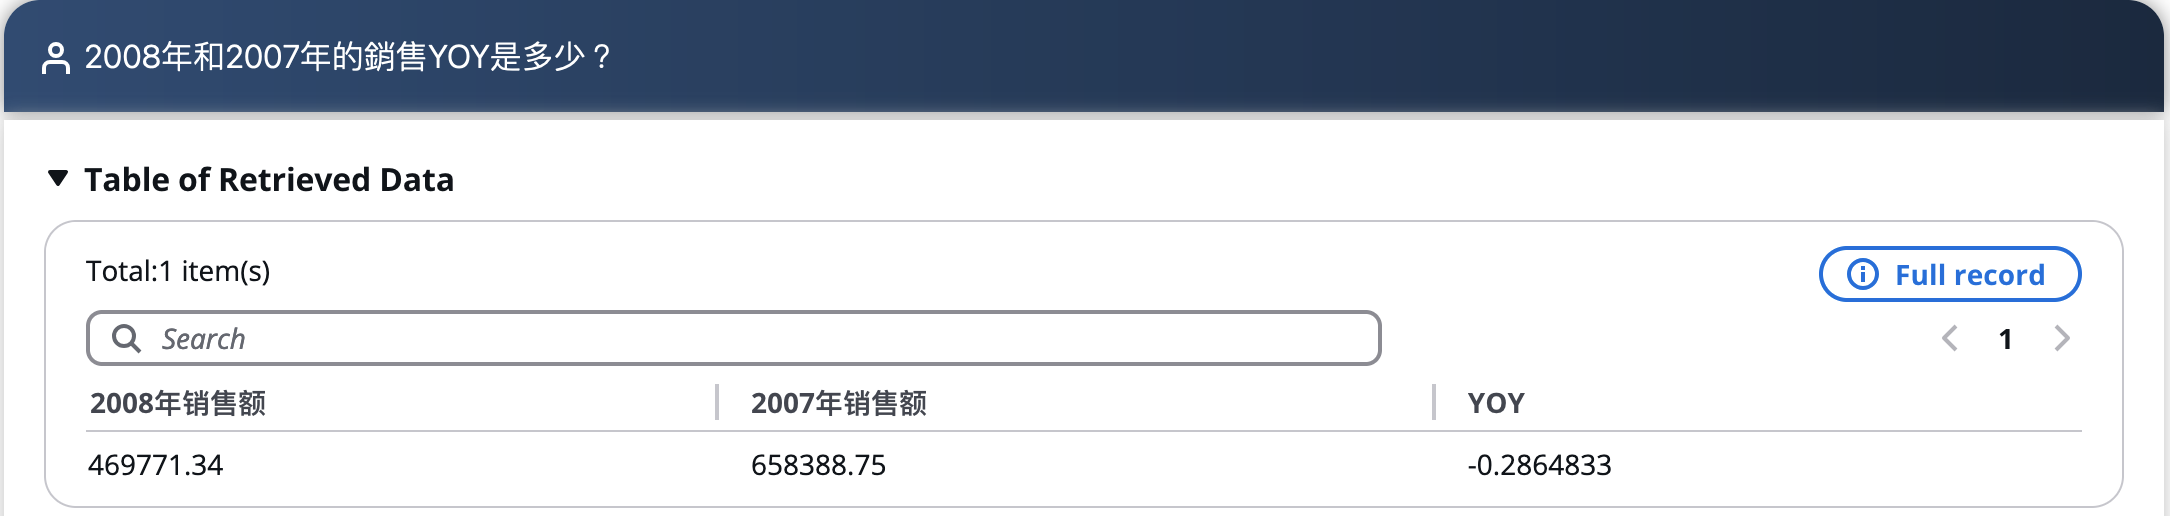 2008年和2007年的銷售YOY是多少？
Table of Retrieved Data
Total:1 item(s)
Full record
Search
1
2008年销售额 2007年销售额 YOY
469771.34 658388.75 -0.2864833